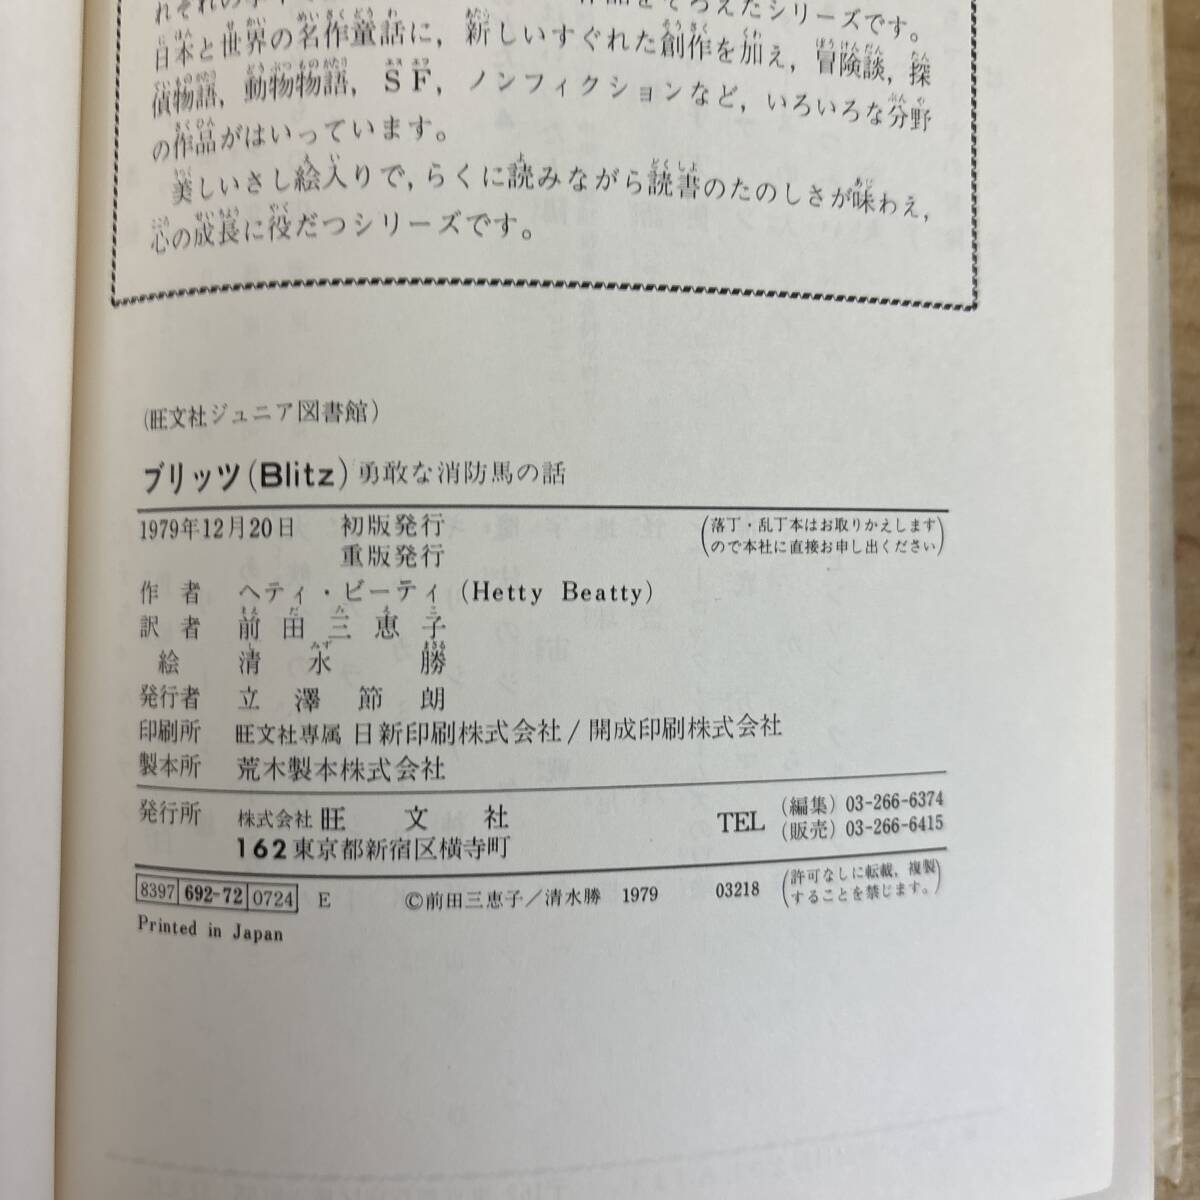 作品をそろえたシリーズです。
日本と世界の名作童話に，新しいすぐれた創作を加え，冒険談，探
偵物語，動物物語，ＳＦ，ノンフィクションなど，いろいろな分野
の作品がはいっています。
美しいさし絵入りで，らくに読みながら読書のたのしさが味わえ，
心の成長に役だつシリーズです。
(旺文社ジュニア図書館)
ブリッツ(Blitz)勇敢な消防馬の話
1979年12月20日 初版発行
重版発行
(落丁・乱丁本はお取りかえします
ので本社に直接お申し出ください)
作者 ヘティ・ビーティ(Hetty Beatty)
訳者 前田三恵子
絵 清水勝
発行者 立澤節朗
印刷所 旺文社専属 日新印刷株式会社/開成印刷株式会社
製本所 荒木製本株式会社
発行所 株式会社 旺文社
162東京都新宿区横寺町
TEL (編集) 03-266-6374
(販売) 03-266-6415
8397 692-72 0724 E ©前田三恵子/清水勝 1979 03218
(許可なしに転載，複製
することを禁じます。)
Printed in Japan